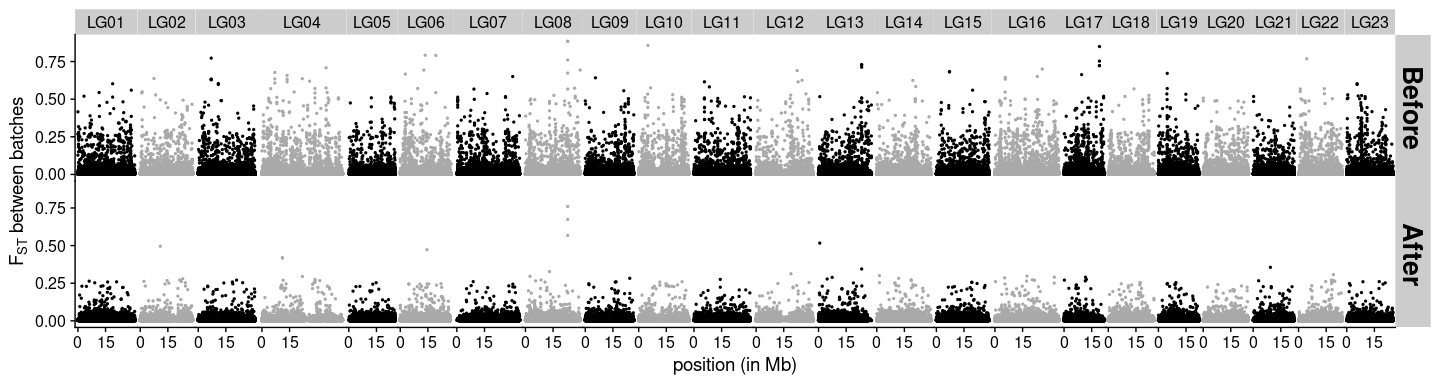 LG01 LG02 LG03 LG04 LG05 LG06 LG07 LG08 LG09 LG10 LG11 LG12 LG13 LG14 LG15 LG16 LG17 LG18 LG19 LG20 LG21 LG22 LG23
Before
0.75
0.50
0.25
0.00
After
0.75
0.50
0.25
0.00
FST between batches
0 15 0 15 0 15 0 15 0 15 0 15 0 15 0 15 0 15 0 15 0 15 0 15 0 15 0 15 0 15 0 15 0 15 0 15 0 15 0 15 0 15 0 15 0 15
position (in Mb)